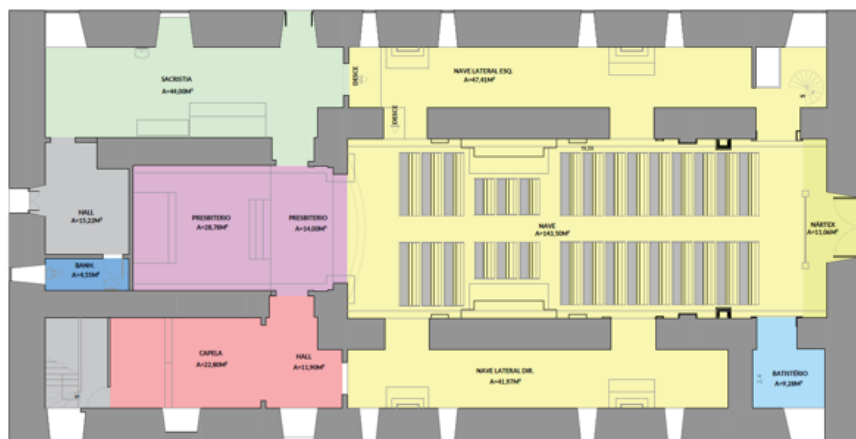 SACRISTIA
A=44,00M²
DESCE
NAVE LATERAL ESQ.
A=47,41M²
S
DESCE
HALL
A=15,22M²
PRESBITERIO
A=28,78M²
PRESBITERIO
A=14,00M²
NAVE
A=143,50M²
NÁRTEX
A=11,06M²
BANH.
A=4,55M²
CAPELA
A=22,80M²
HALL
A=11,90M²
NAVE LATERAL DIR.
A=41,97M²
BATISTÉRIO
A=9,28M²
S